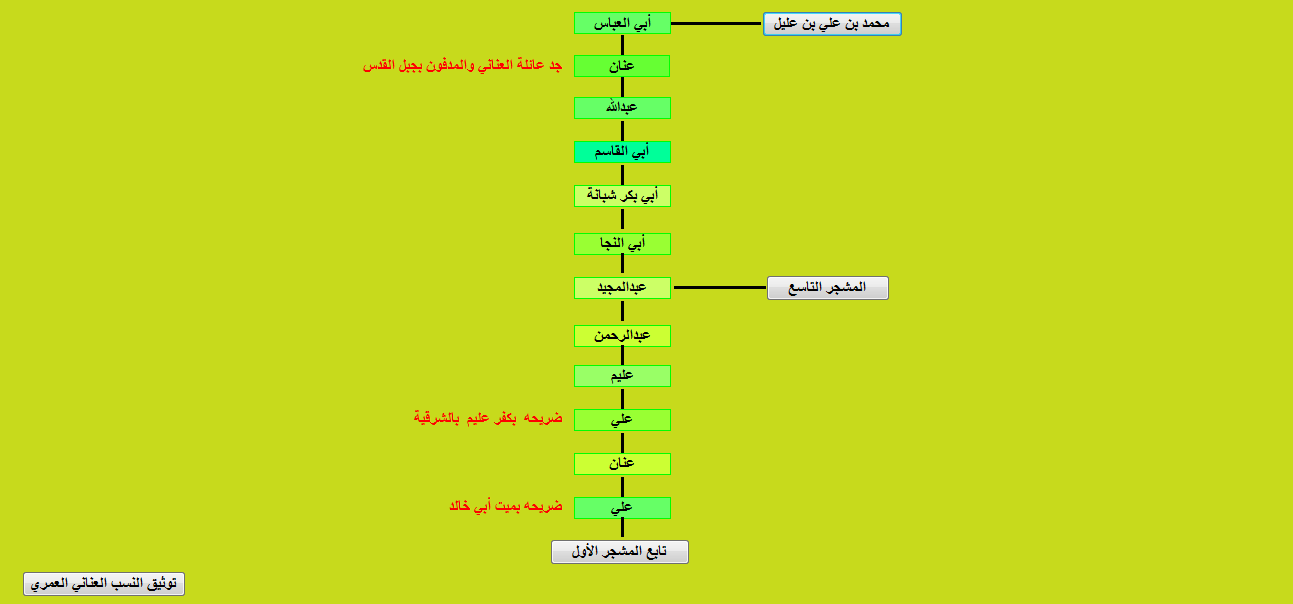 محمد بن علي بن عليل
أبي العباس
عنان
جد عائلة العناني والمدفون بجبل القدس
عبدالله
أبي القاسم
أبي بكر شبانة
أبي النجا
المشجر التاسع
عبدالمجيد
عبدالرحمن
عليم
علي
ضريحه بكفر عليم بالشرقية
عنان
علي
ضريحه بميت أبي خالد
تابع المشجر الأول
توثيق النسب العناني العمري